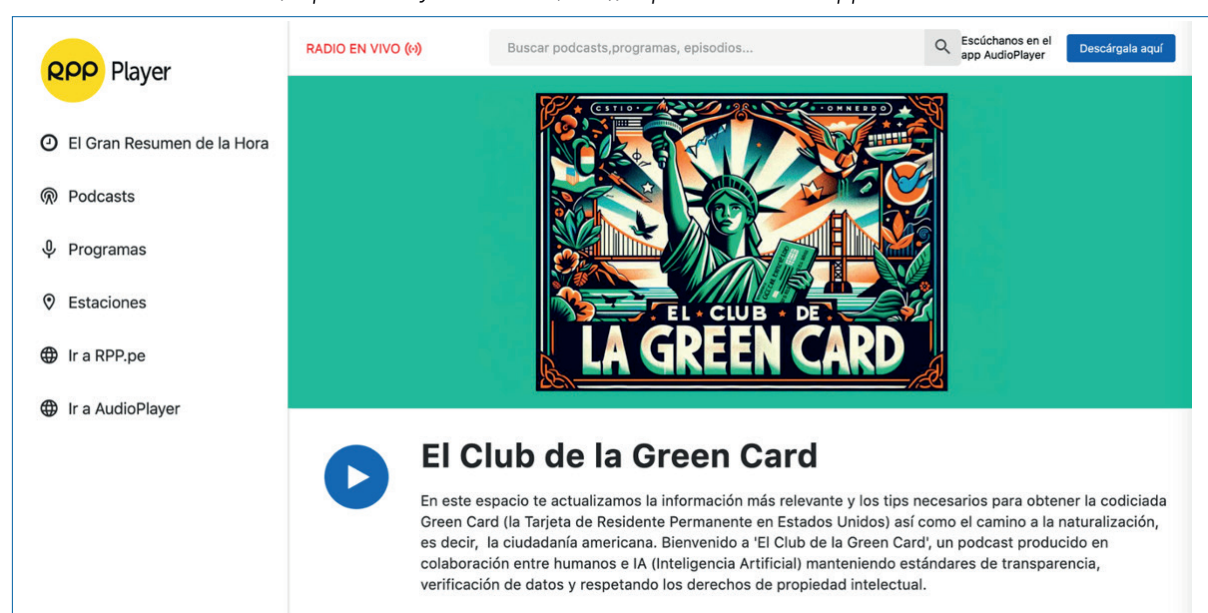 RPP Player
El Gran Resumen de la Hora
Podcasts
Programas
Estaciones
Ir a RPP.pe
Ir a AudioPlayer
RADIO EN VIVO
Buscar podcasts,programas, episodios...
Escúchanos en el
app AudioPlayer
Descárgala aquí
CSTIO
OMNERDO
EL • CLUB • DE
LA GREEN CARD
El Club de la Green Card
En este espacio te actualizamos la información más relevante y los tips necesarios para obtener la codiciada
Green Card (la Tarjeta de Residente Permanente en Estados Unidos) así como el camino a la naturalización,
es decir, la ciudadanía americana. Bienvenido a 'El Club de la Green Card', un podcast producido en
colaboración entre humanos e IA (Inteligencia Artificial) manteniendo estándares de transparencia,
verificación de datos y respetando los derechos de propiedad intelectual.